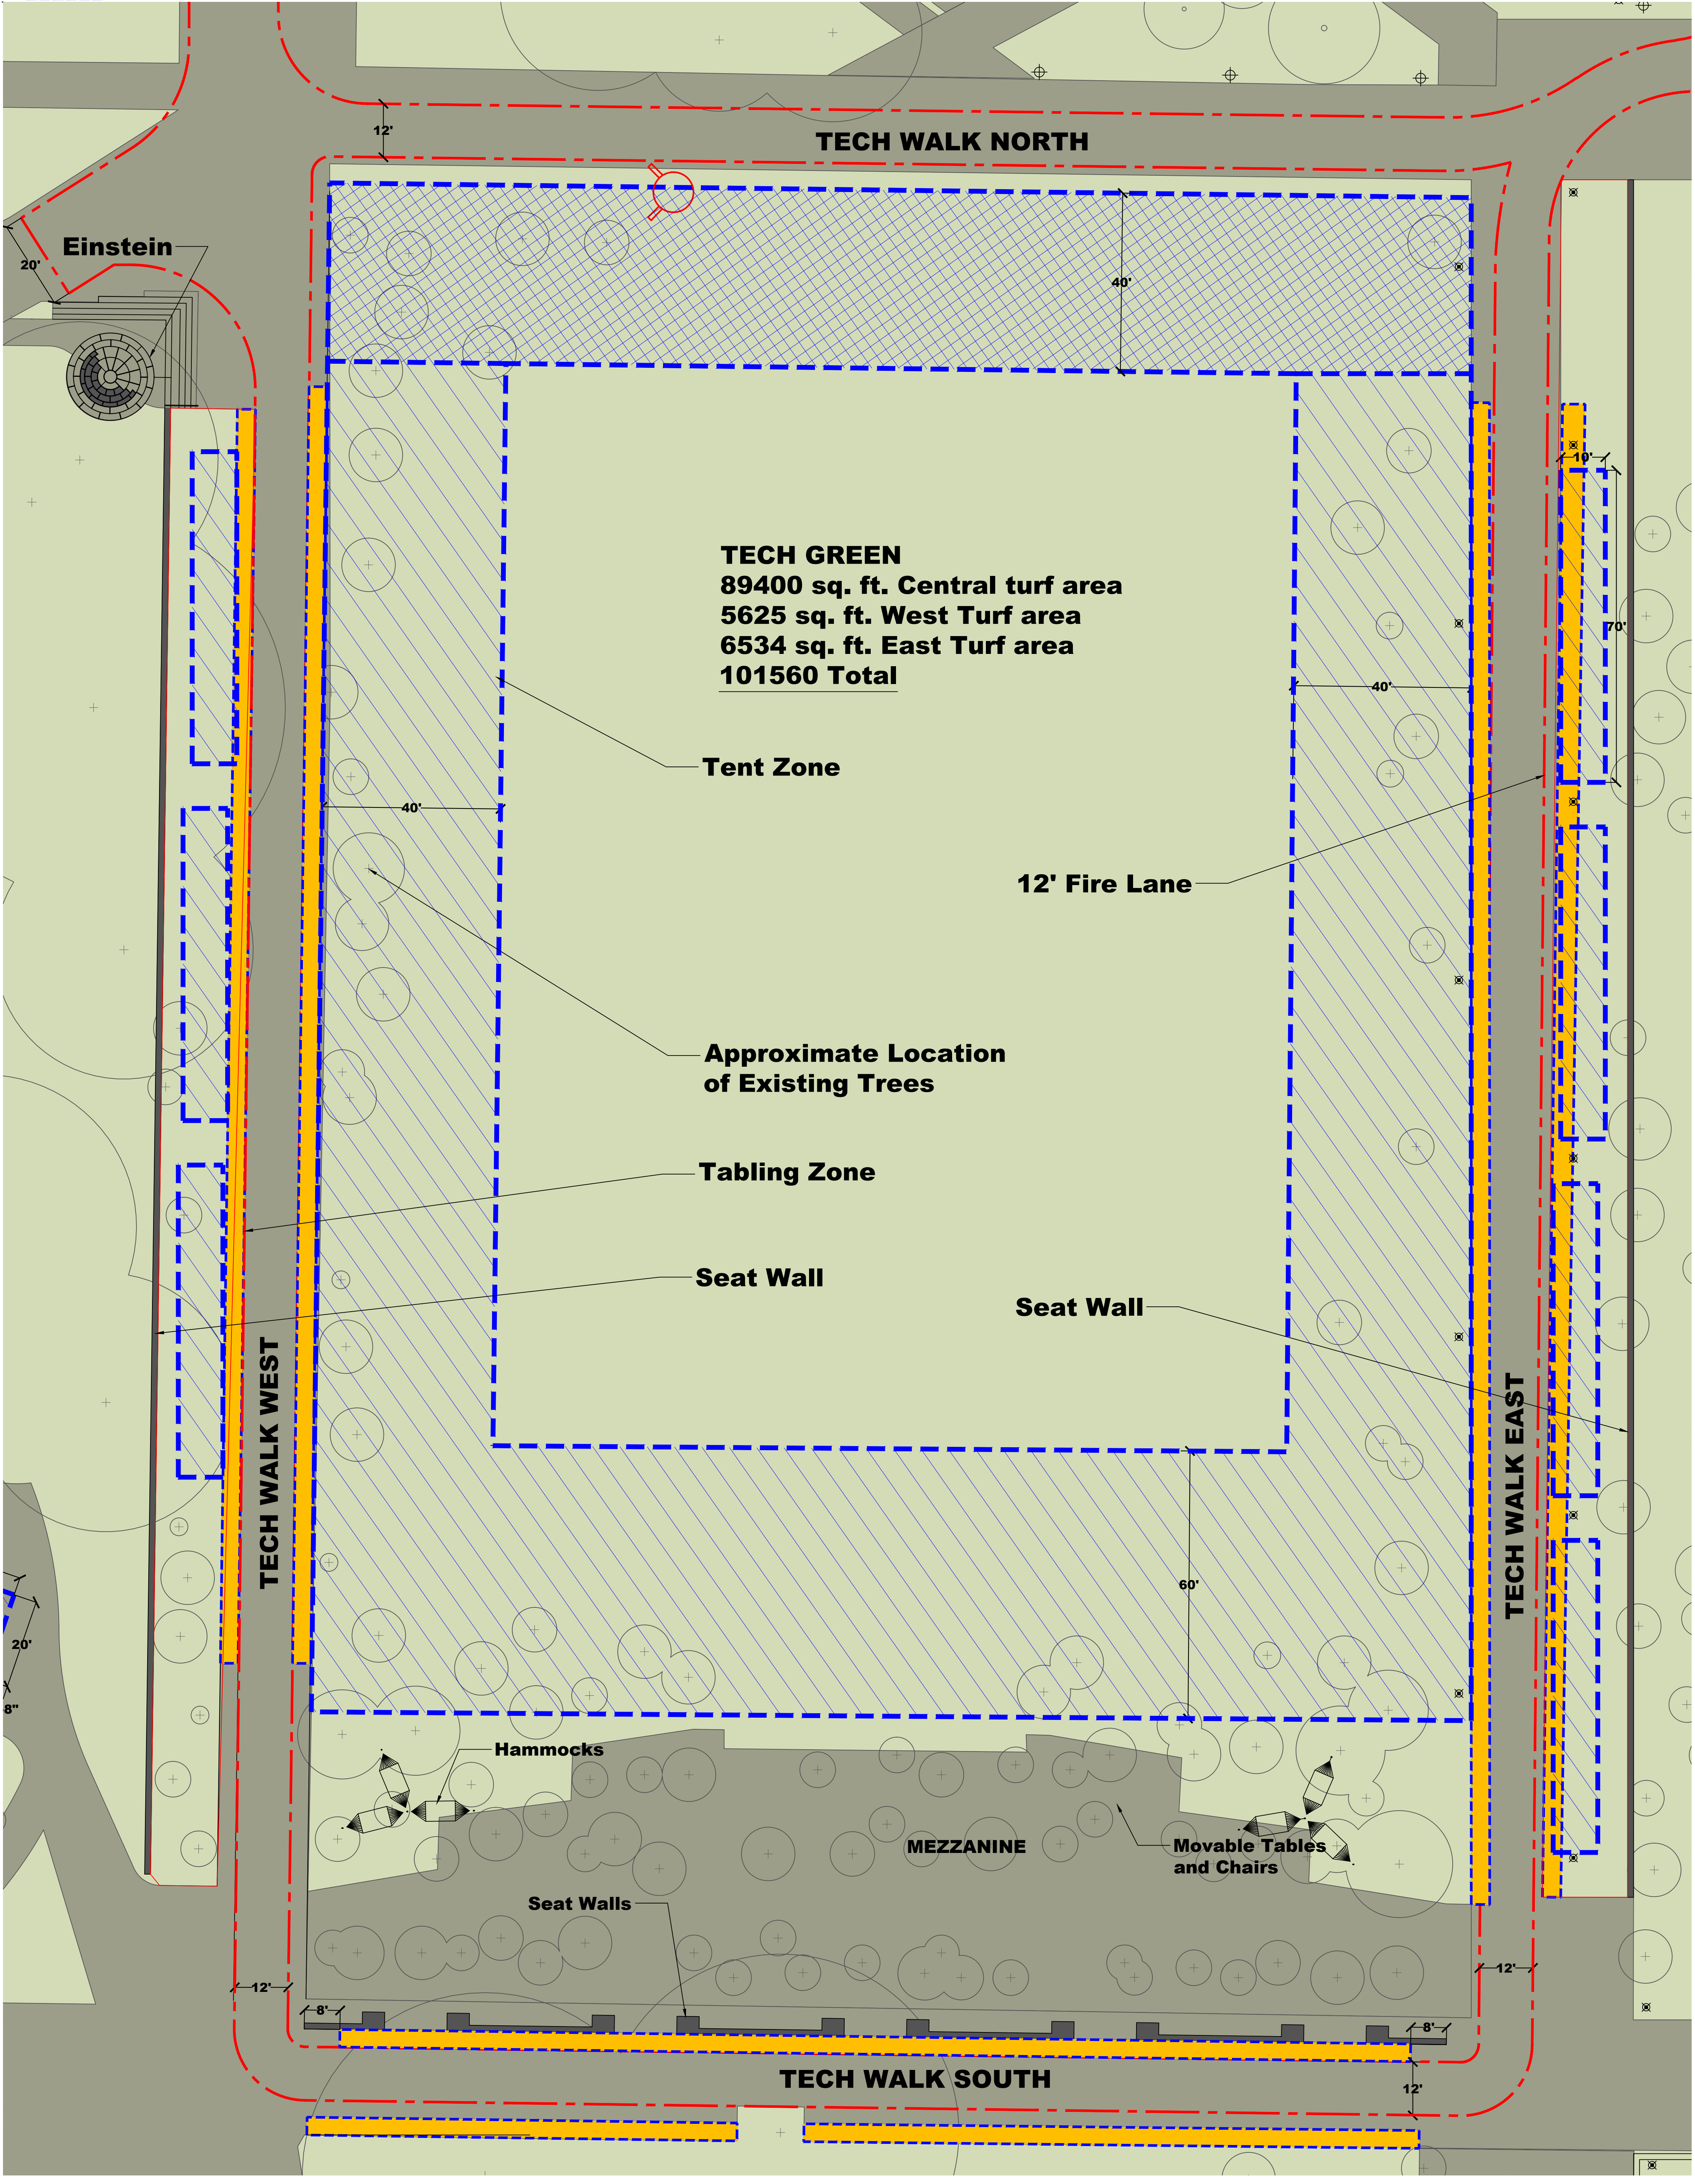 12'
TECH WALK NORTH
Einstein
20'
40'
10'
TECH GREEN
89400 sq. ft. Central turf area
5625 sq. ft. West Turf area
6534 sq. ft. East Turf area
101560 Total
70'
40'
Tent Zone
40'
12' Fire Lane
Approximate Location
of Existing Trees
Tabling Zone
Seat Wall
Seat Wall
TECH WALK WEST
TECH WALK EAST
60'
20'
8"
Hammocks
MEZZANINE
Movable Tables
and Chairs
Seat Walls
12'
12'
8'
8'
TECH WALK SOUTH
12'